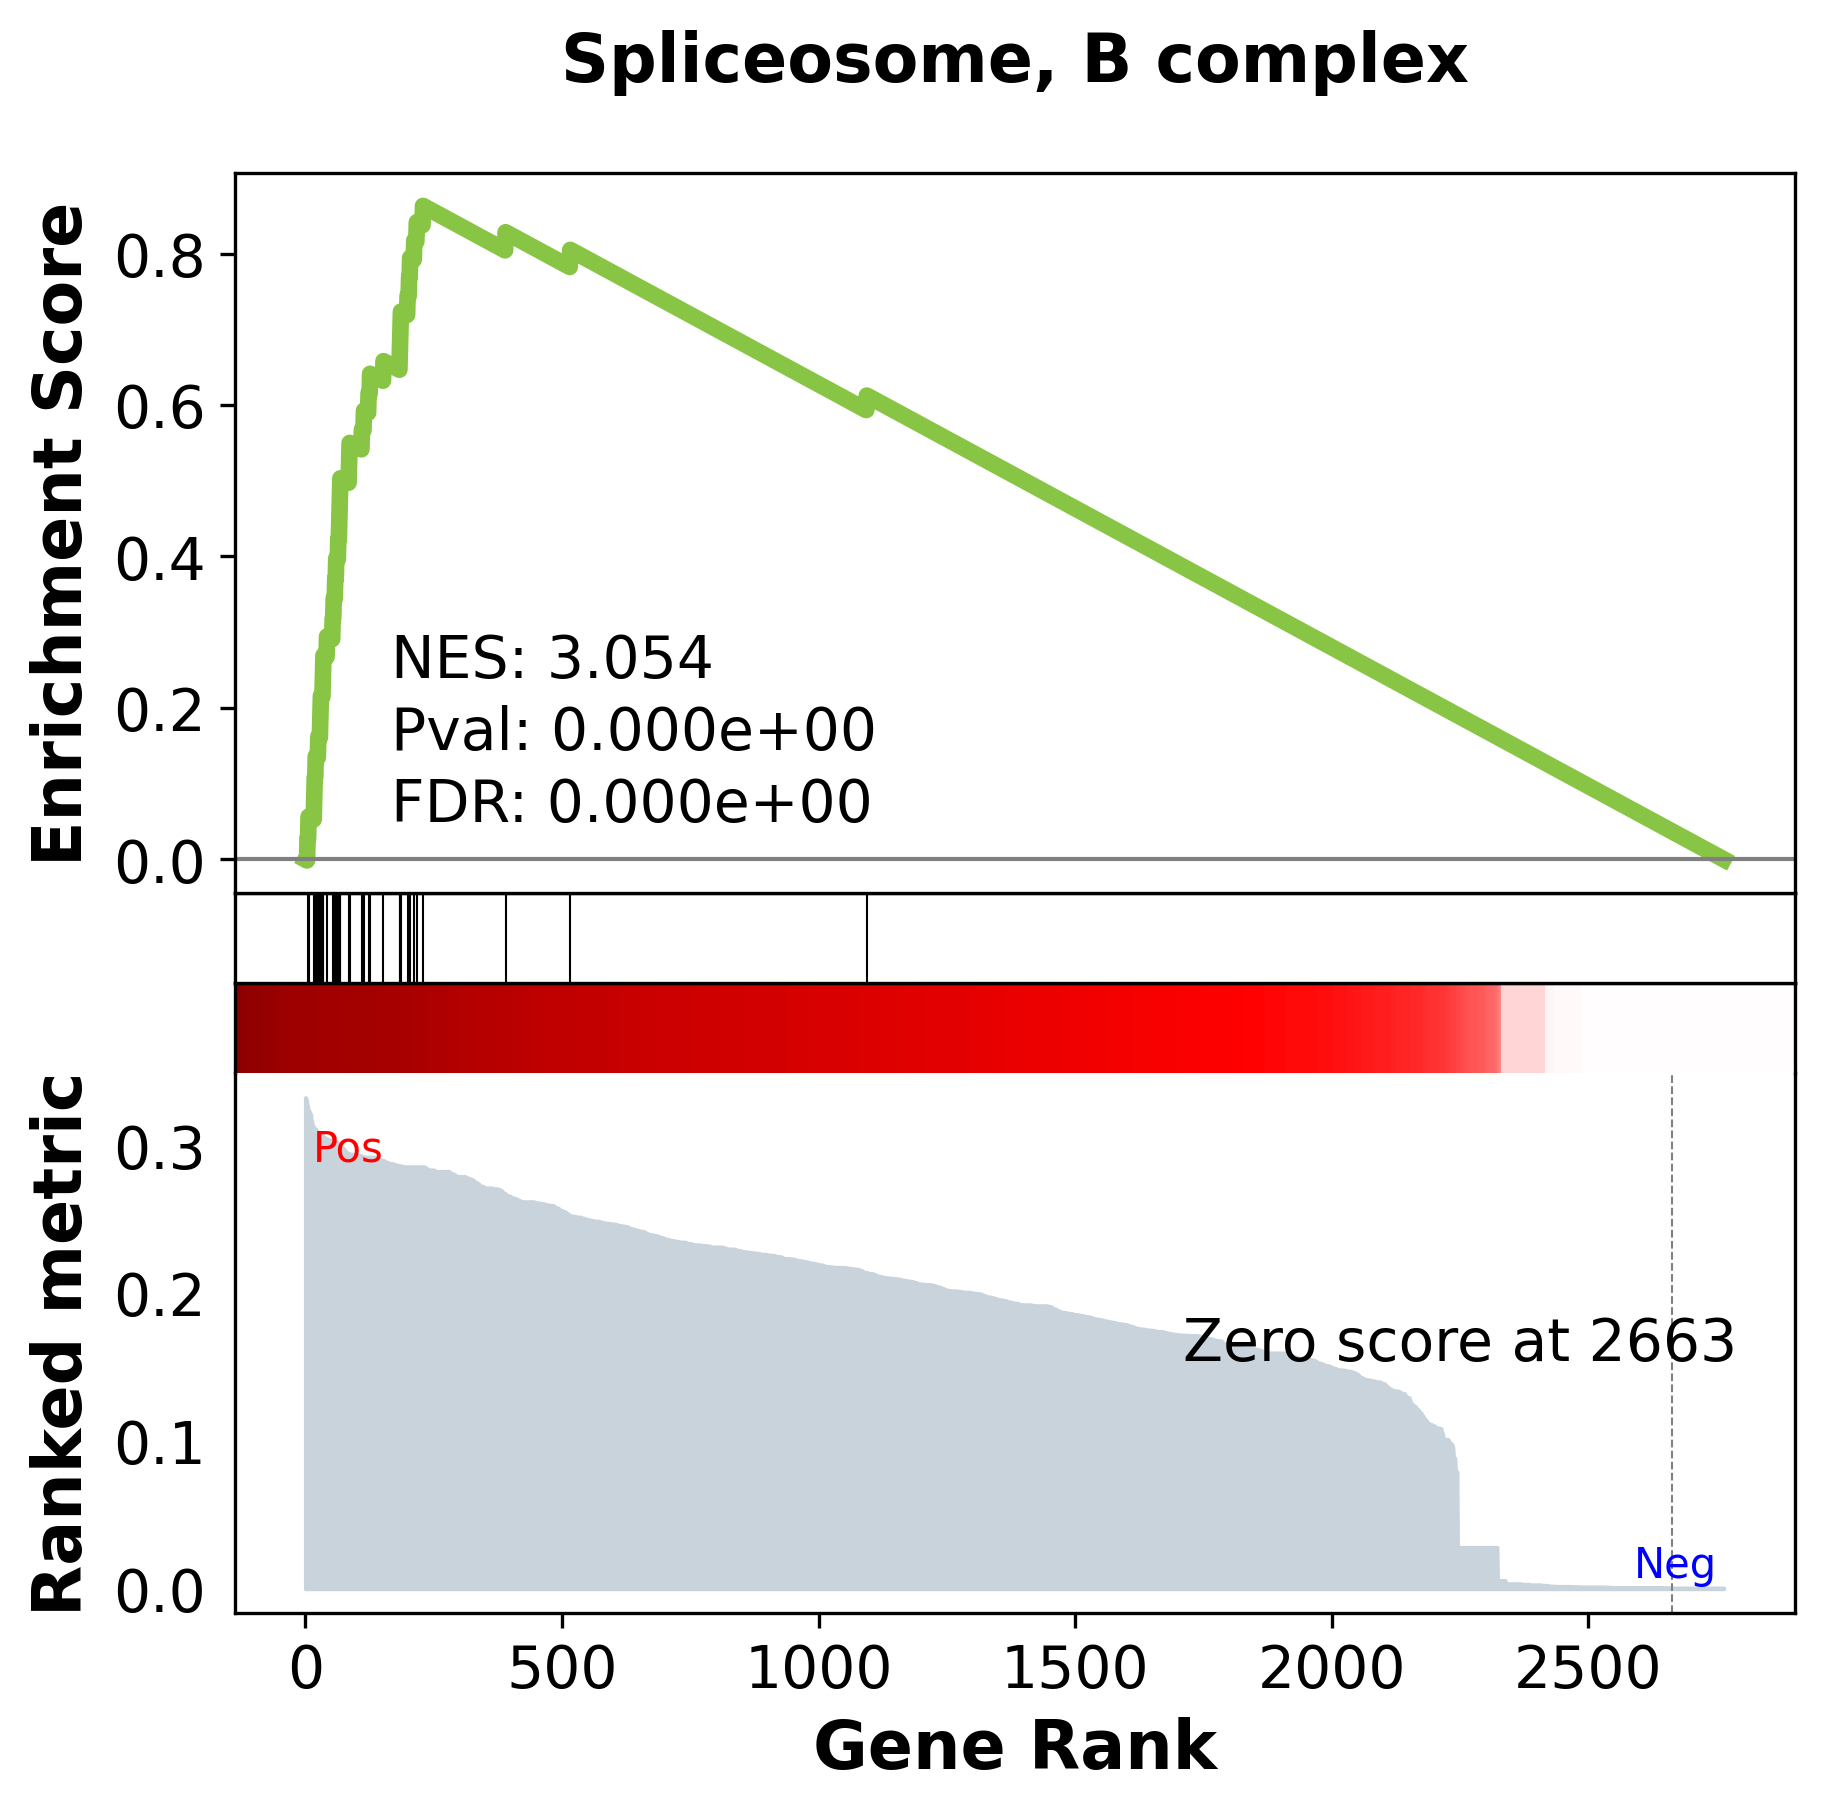 Spliceosome, B complex
Enrichment Score
0.8
0.6
0.4
0.2
0.0
NES: 3.054
Pval: 0.000e+00
FDR: 0.000e+00
Ranked metric
0.3
0.2
0.1
0.0
Pos
Zero score at 2663
Neg
0 500 1000 1500 2000 2500
Gene Rank